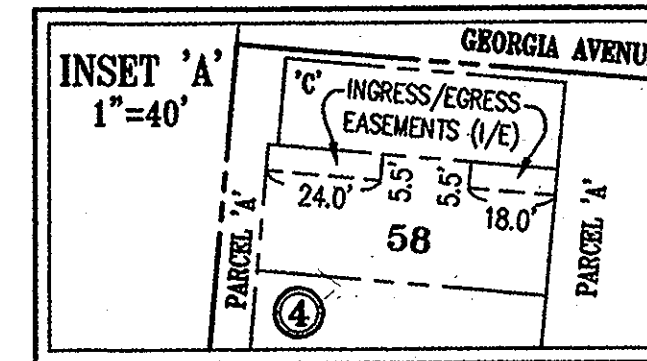 INSET 'A'
1"=40'
GEORGIA AVENU
'C'
INGRESS/EGRESS
EASEMENTS (I/E)
24.0'
5.5'
5.5'
18.0'
58
PARCEL 'A'
PARCEL 'A'
4